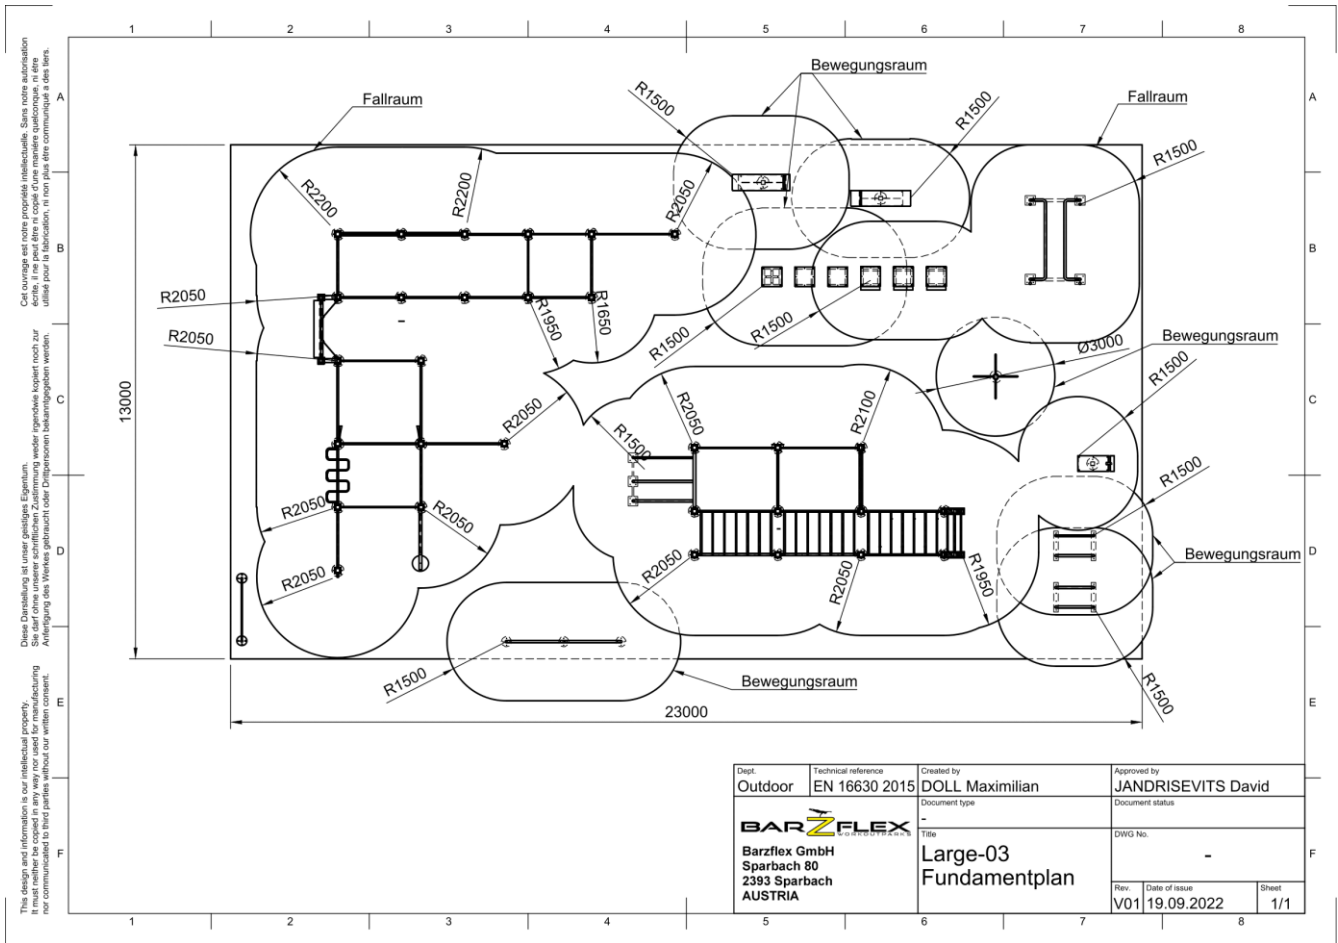 1 2 3 4 5 6 7 8
A
B
C
D
E
F
A
B
C
D
E
F
Cet ouvrage est notre propriété intellectuelle. Sans notre autorisation
écrite, il ne peut être ni copié d'une manière quelconque, ni être
utilisé pour la fabrication, ni non plus être communiqué a des tiers.
Diese Darstellung ist unser geistiges Eigentum.
Sie darf ohne unserer schriftlichen Zustimmung weder irgendwie kopiert noch zur
Anfertigung des Werkes gebraucht oder Drittpersonen bekanntgegeben werden.
This design and information is our intellectual property.
It must neither be copied in any way nor used for manufacturing
nor communicated to third parties without our written consent.
Fallraum
Bewegungsraum
Fallraum
R1500
R1500
R1500
R2200
R2200
R2050
R2050
R2050
R1950
R1650
R1500
R1500
Bewegungsraum
Ø3000
R1500
13000
R2050
R2050
R2100
R1500
R1500
R2050
R2050
R2050
R2050
R2050
R1950
Bewegungsraum
R1500
Bewegungsraum
R1500
23000
Dept.
Outdoor
Technical reference
EN 16630 2015
Created by
DOLL Maximilian
Approved by
JANDRISEVITS David
Document type
-
Document status
BARZFLEX
WORKOUTPARKS
Barzflex GmbH
Sparbach 80
2393 Sparbach
AUSTRIA
Title
Large-03
Fundamentplan
DWG No.
-
Rev.
V01
Date of issue
19.09.2022
Sheet
1/1
1 2 3 4 5 6 7 8